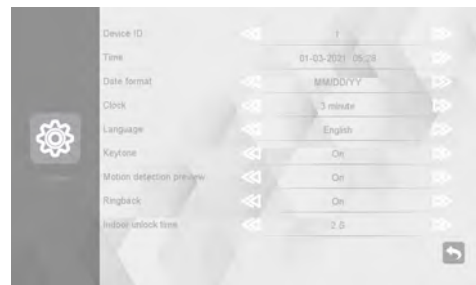 Device ID 1
Time 01-03-2021 05:29
Date format MM/DD/YY
Clock 3 minute
Language English
Keytone On
Motion detection preview On
Ringback On
Indoor unlock time 2 S